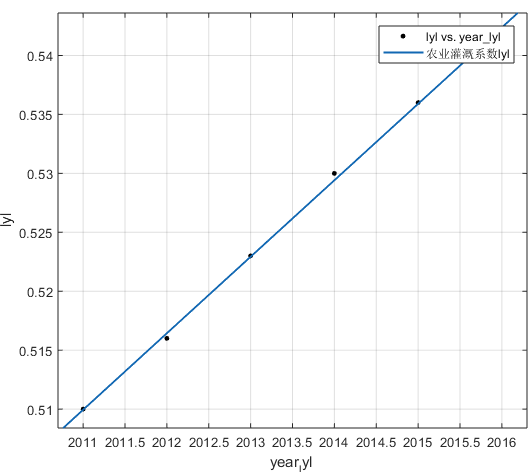 lyl vs. year_lyl
农业灌溉系数lyl
0.54
0.535
0.53
0.525
0.52
0.515
0.51
lyl
2011 2011.5 2012 2012.5 2013 2013.5 2014 2014.5 2015 2015.5 2016
year_lyl